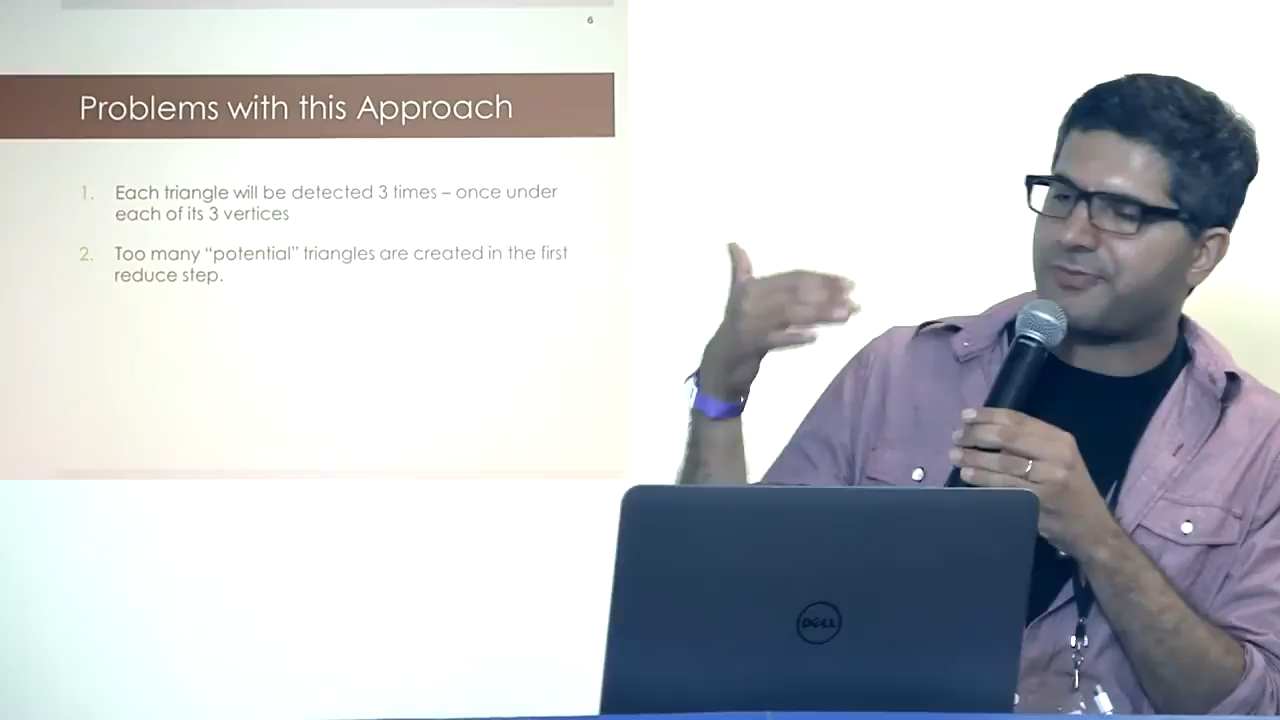 6
Problems with this Approach
1. Each triangle will be detected 3 times – once under
each of its 3 vertices
2. Too many “potential” triangles are created in the first
reduce step.
DELL